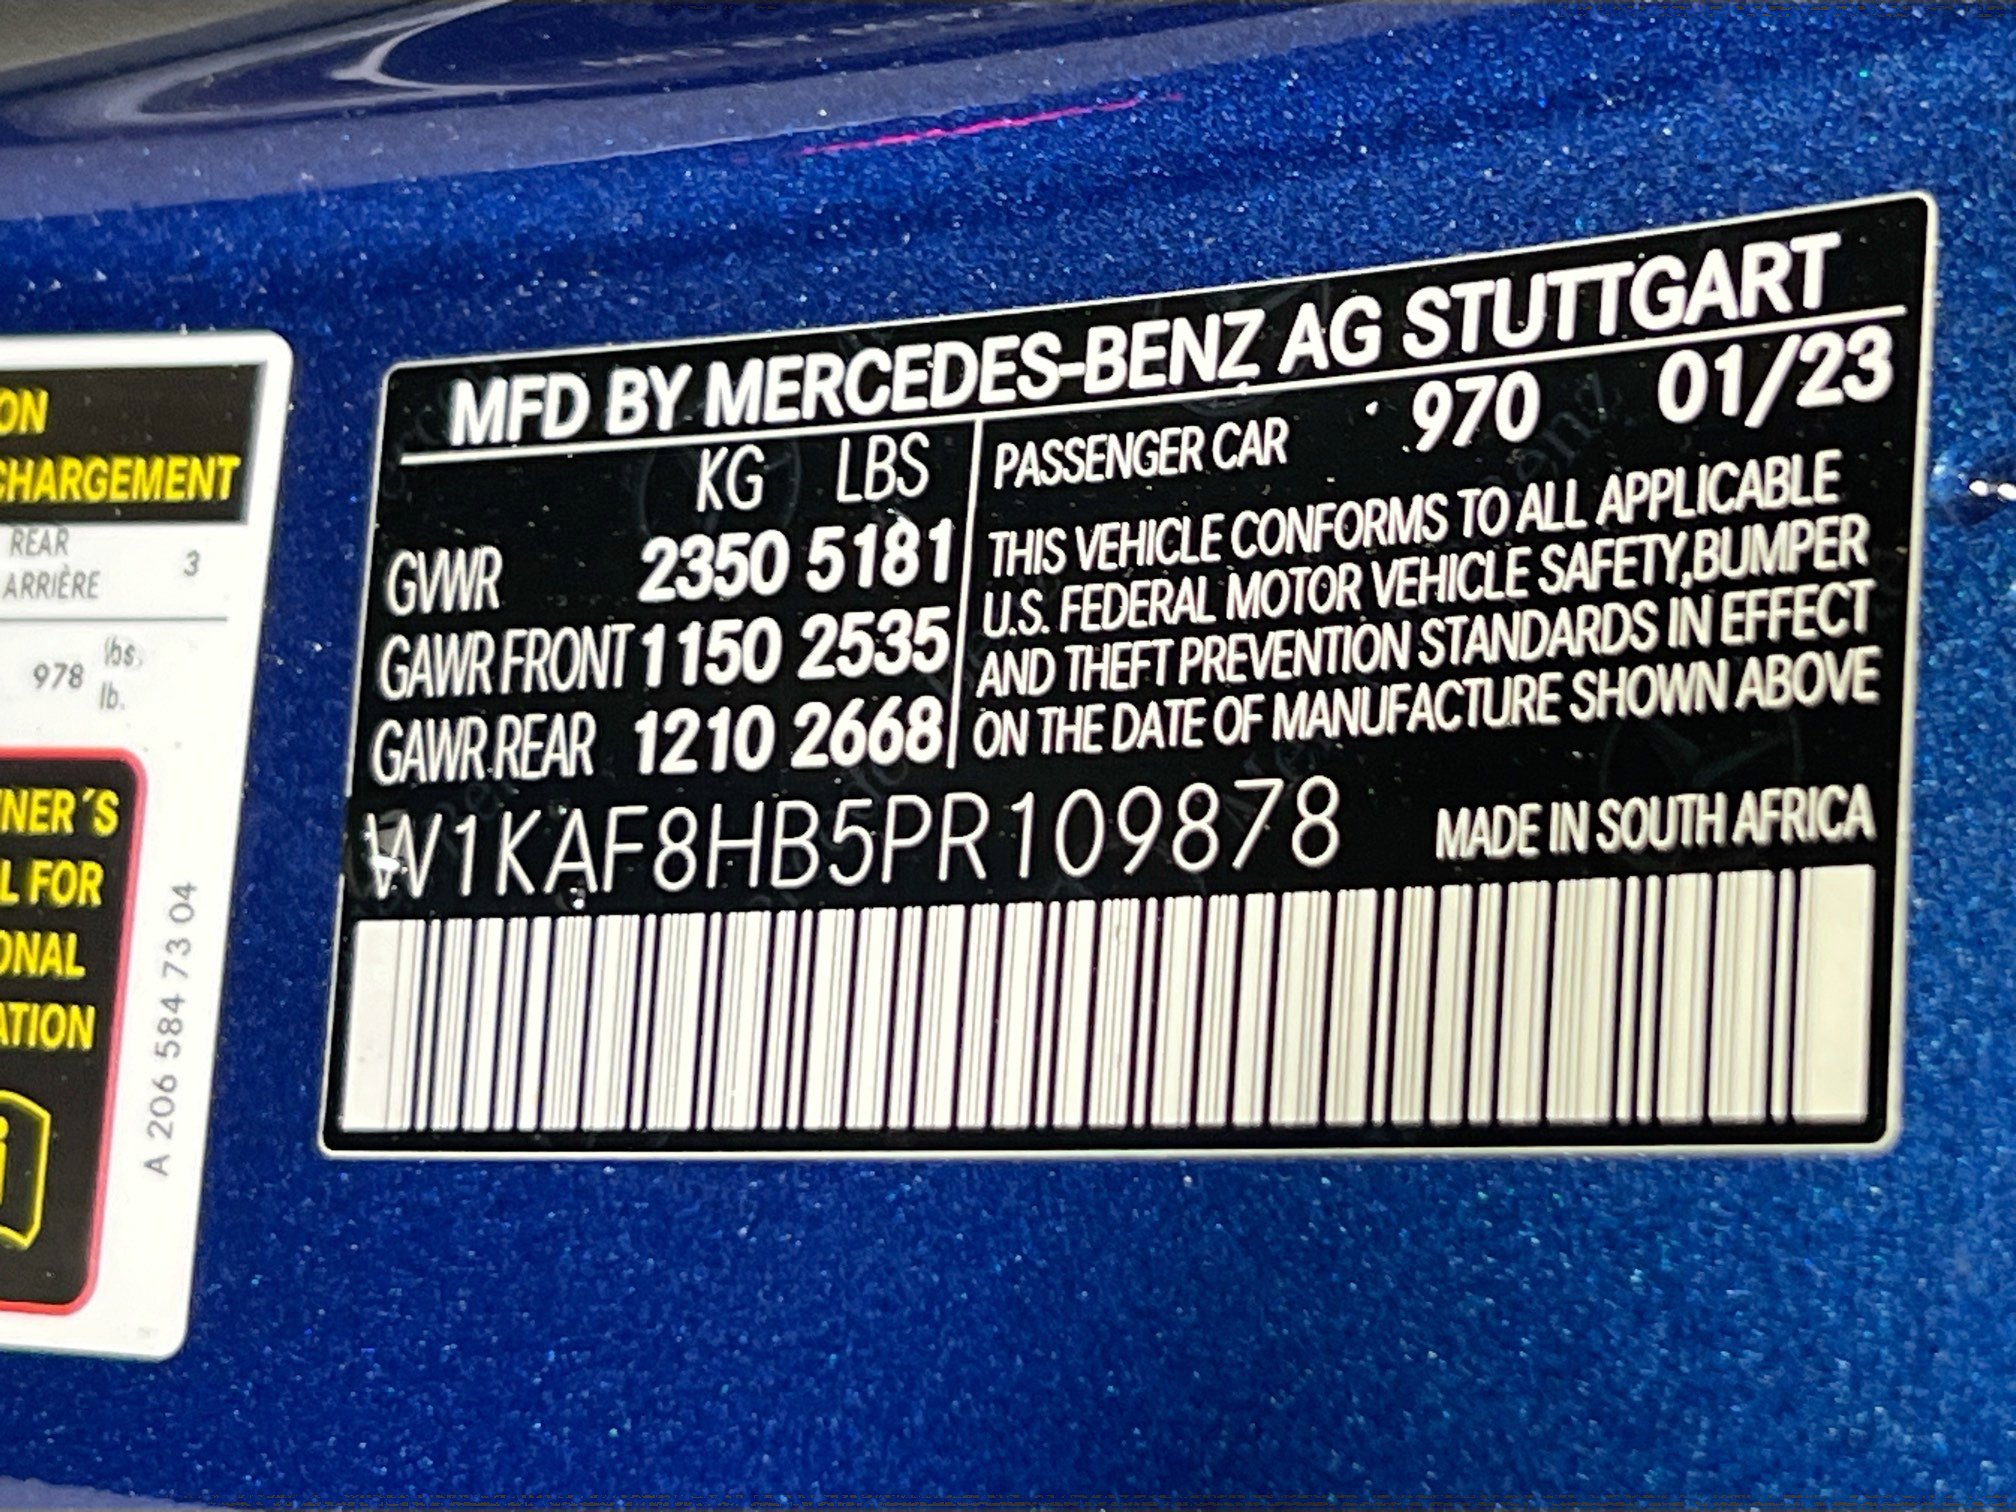 MFD BY MERCEDES-BENZ AG STUTTGART
KG LBS
GVWR 2350 5181
GAWR FRONT 1150 2535
GAWR REAR 1210 2668
PASSENGER CAR 970 01/23
THIS VEHICLE CONFORMS TO ALL APPLICABLE
U.S. FEDERAL MOTOR VEHICLE SAFETY,BUMPER
AND THEFT PREVENTION STANDARDS IN EFFECT
ON THE DATE OF MANUFACTURE SHOWN ABOVE
W1KAF8HB5PR109878 MADE IN SOUTH AFRICA
ON
CHARGEMENT
REAR
ARRIÈRE 3
978 lbs.
lb.
NER´S
L FOR
ONAL
ATION
A 206 584 73 04